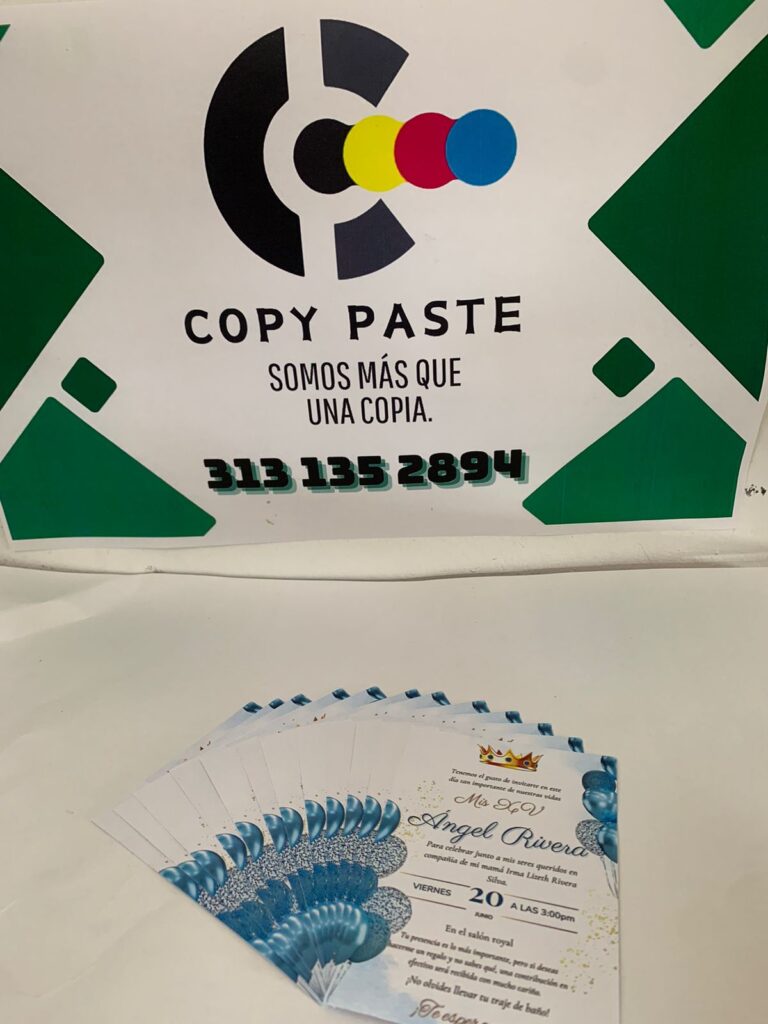 COPY PASTE
SOMOS MÁS QUE
UNA COPIA.
313 135 2894
Tenemos el gusto de invitarte en este
día tan importante de nuestras vidas
Mis XV
Ángel Rivera
Para celebrar junto a mis seres queridos en
compañía de mi mamá Irma Lizeth Rivera
Silva.
VIERNES 20 A LAS 3:00pm
JUNIO
En el salón royal
Tu presencia es lo más importante, pero si deseas
hacerme un regalo y no sabes qué, una contribución en
efectivo será recibida con mucho cariño.
¡No olvides llevar tu traje de baño!
¡Te espero